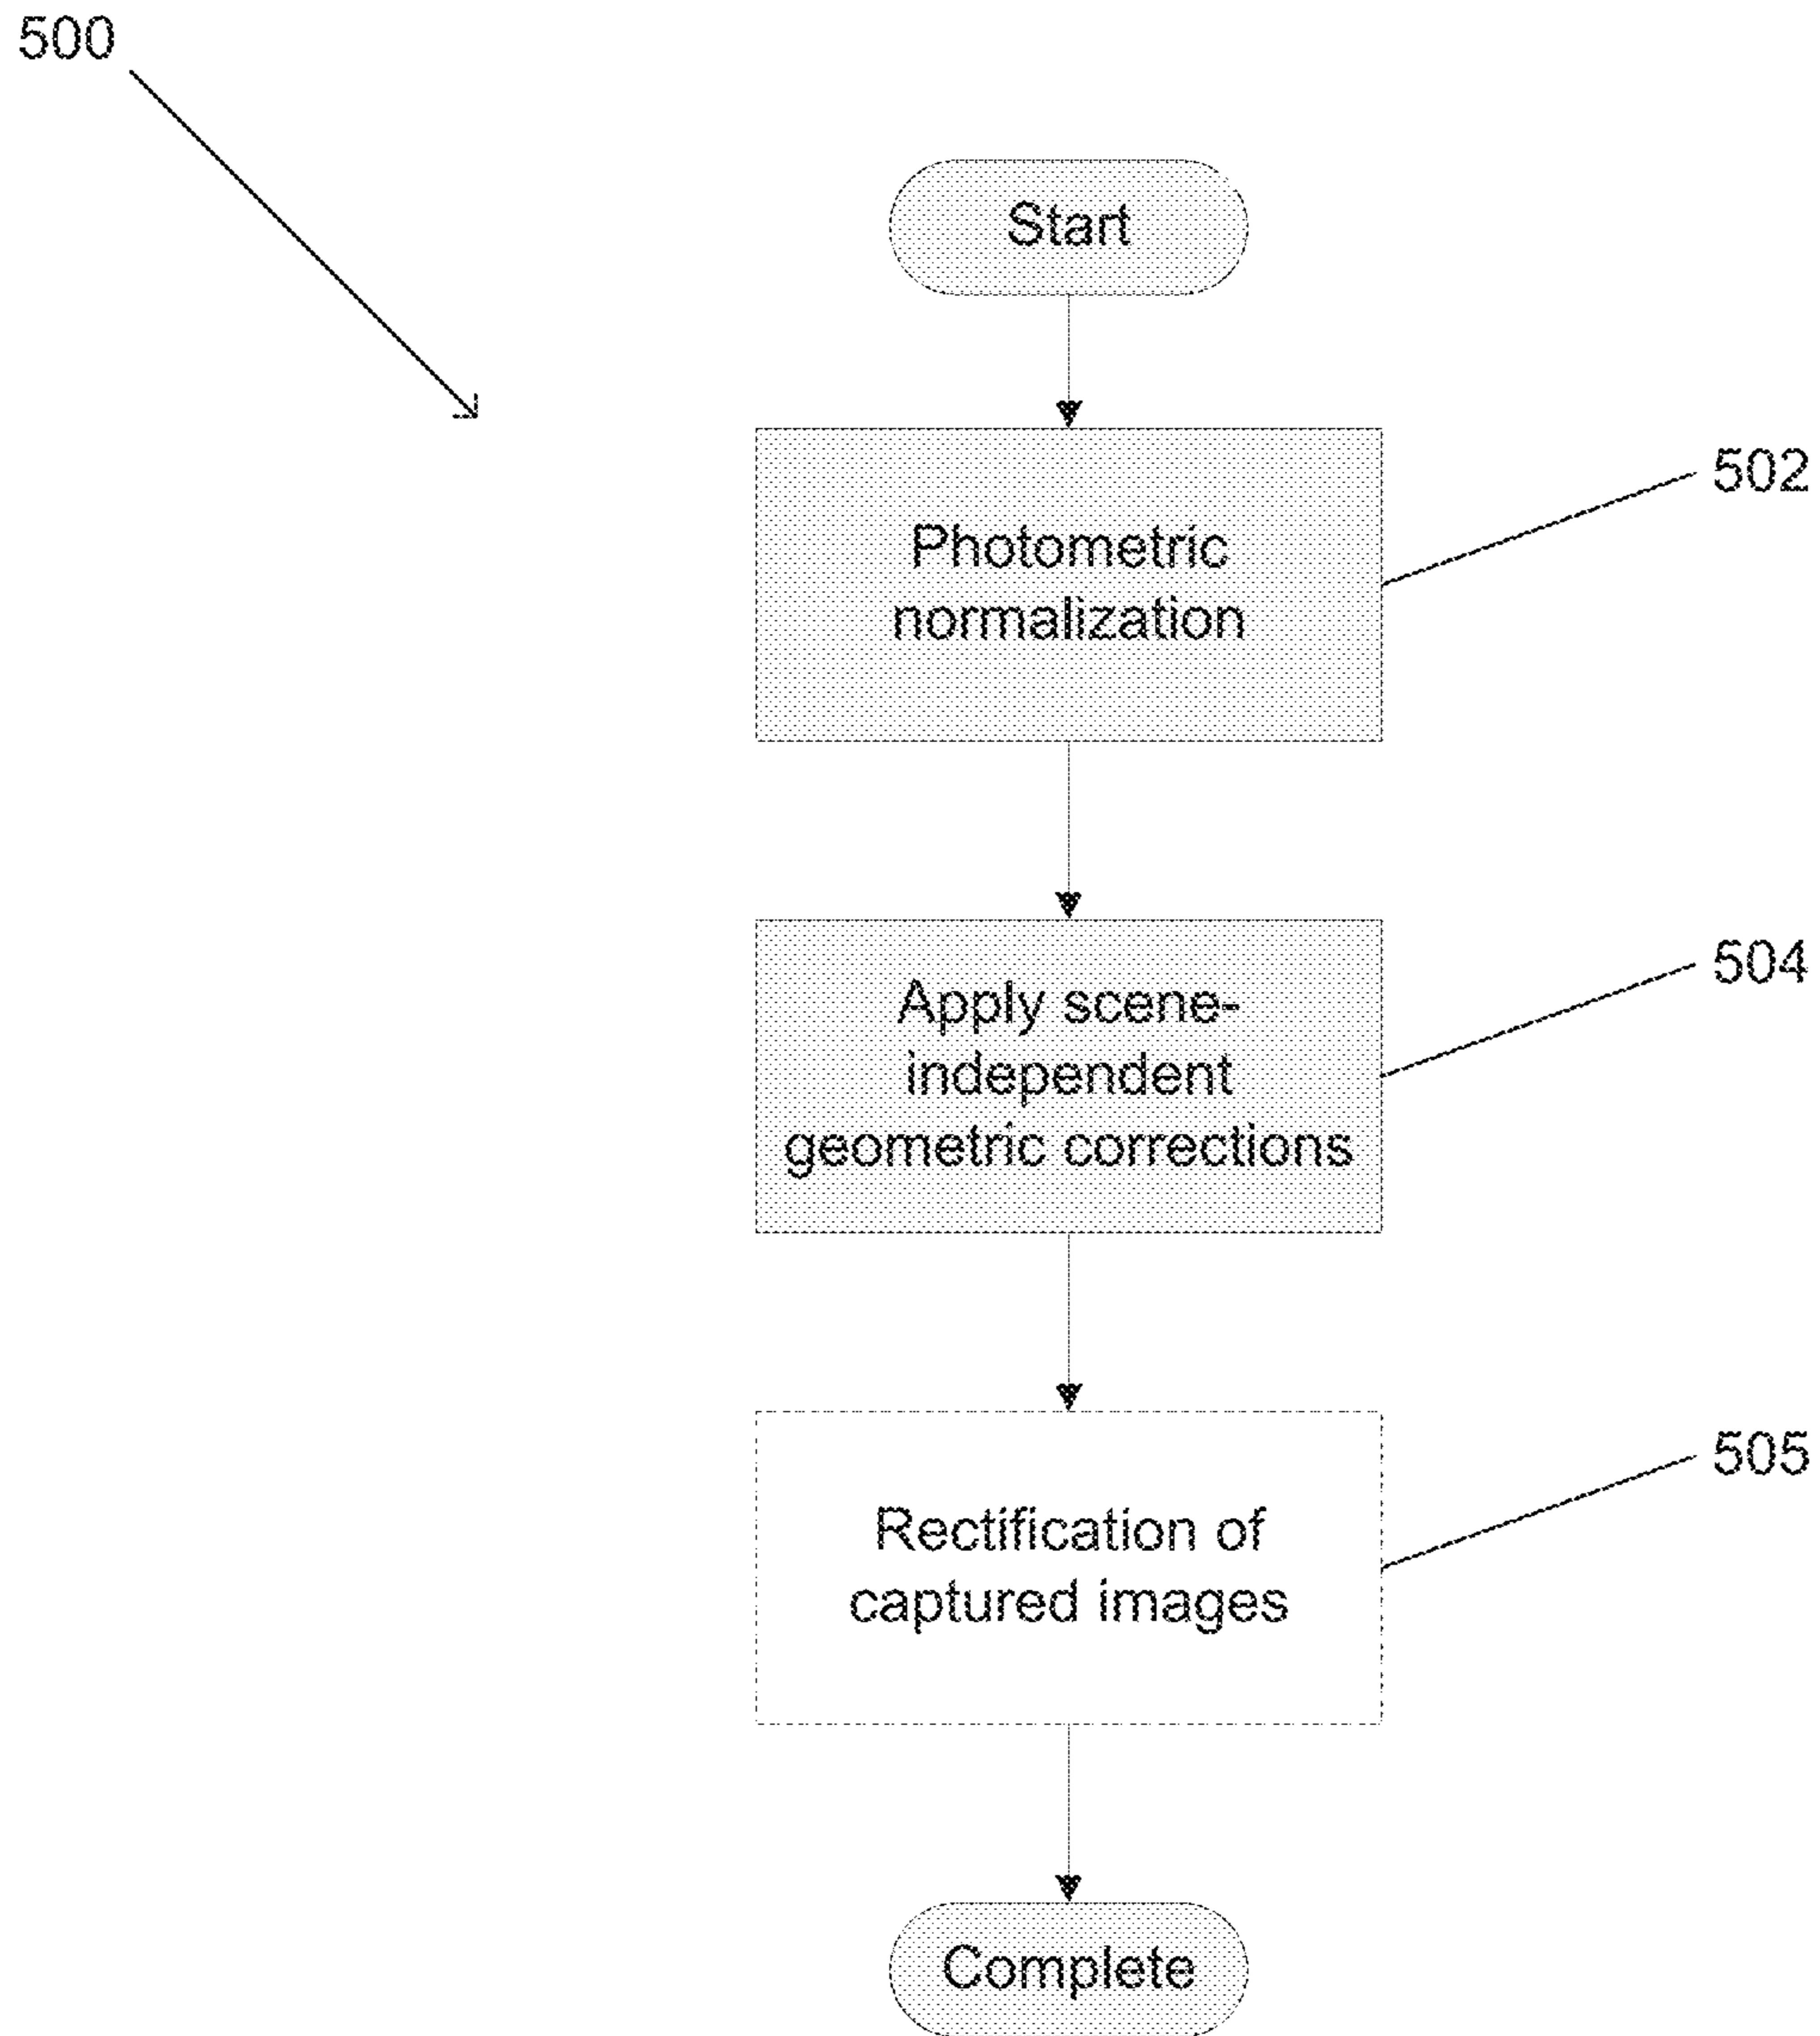 500
Start
502
Photometric
normalization
504
Apply scene-
independent
geometric corrections
505
Rectification of
captured images
Complete